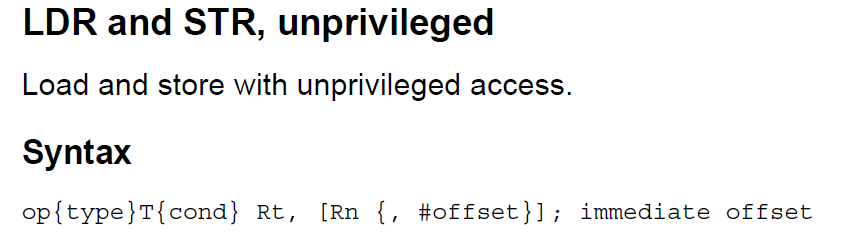 LDR and STR, unprivileged
Load and store with unprivileged access.
Syntax
op{type}T{cond} Rt, [Rn {, #offset}]; immediate offset